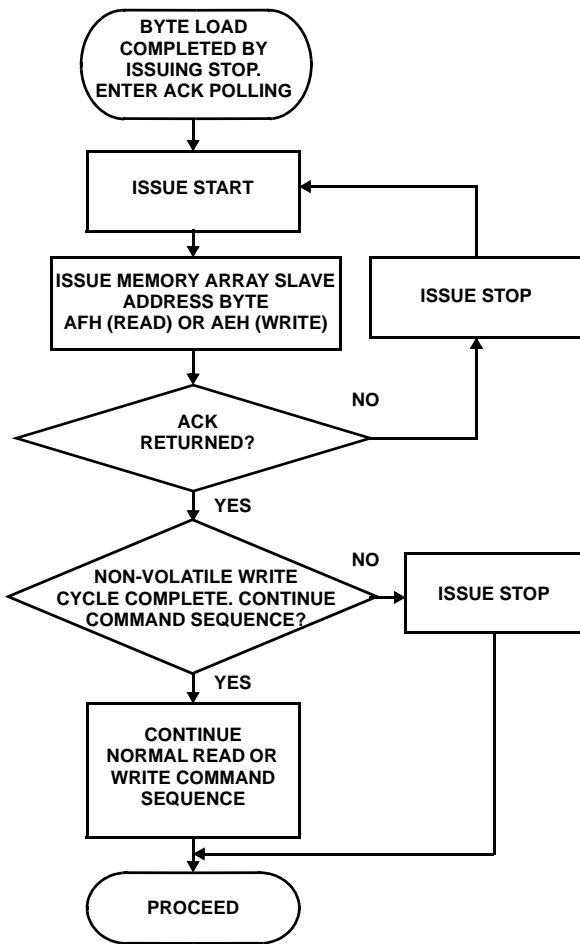 BYTE LOAD
COMPLETED BY
ISSUING STOP.
ENTER ACK POLLING
ISSUE START
ISSUE MEMORY ARRAY SLAVE
ADDRESS BYTE
AFH (READ) OR AEH (WRITE)
ISSUE STOP
ACK
RETURNED?
NO
YES
NON-VOLATILE WRITE
CYCLE COMPLETE. CONTINUE
COMMAND SEQUENCE?
NO
ISSUE STOP
YES
CONTINUE
NORMAL READ OR
WRITE COMMAND
SEQUENCE
PROCEED